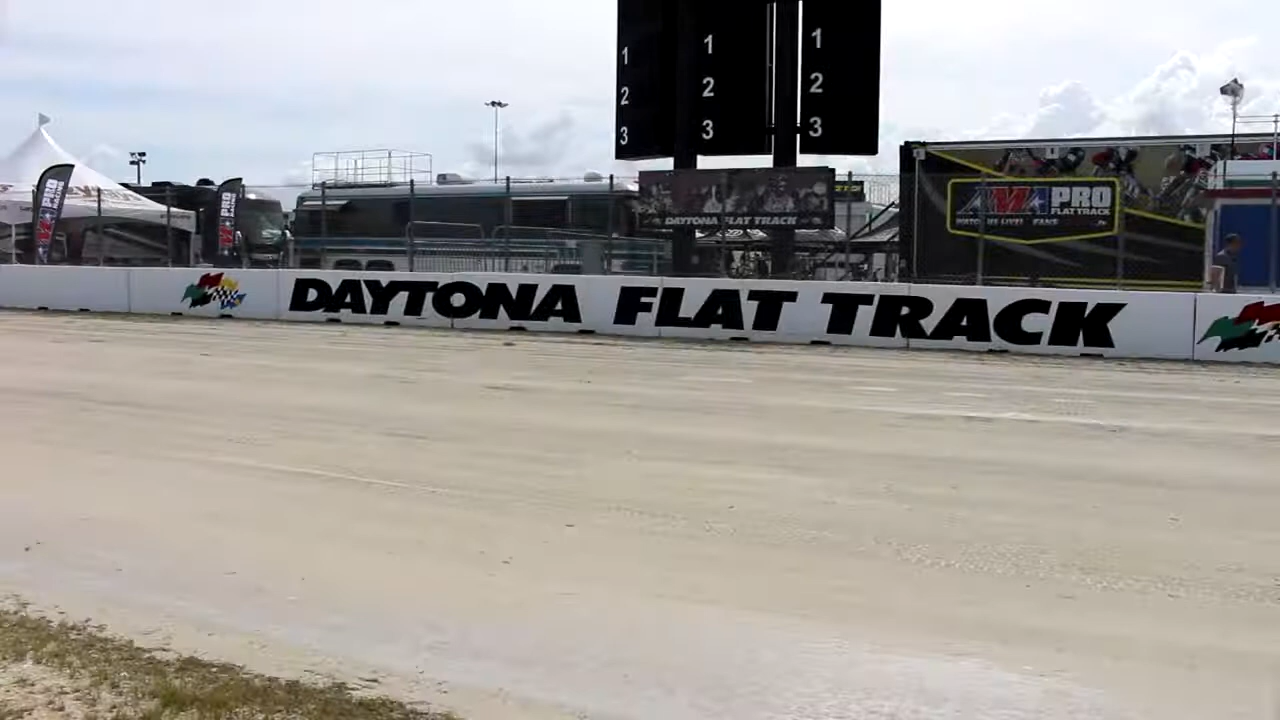 1 1 1
2 2 2
3 3 3
DAYTONA FLAT TRACK
AMA PRO
FLAT TRACK
DAYTONA FLAT TRACK